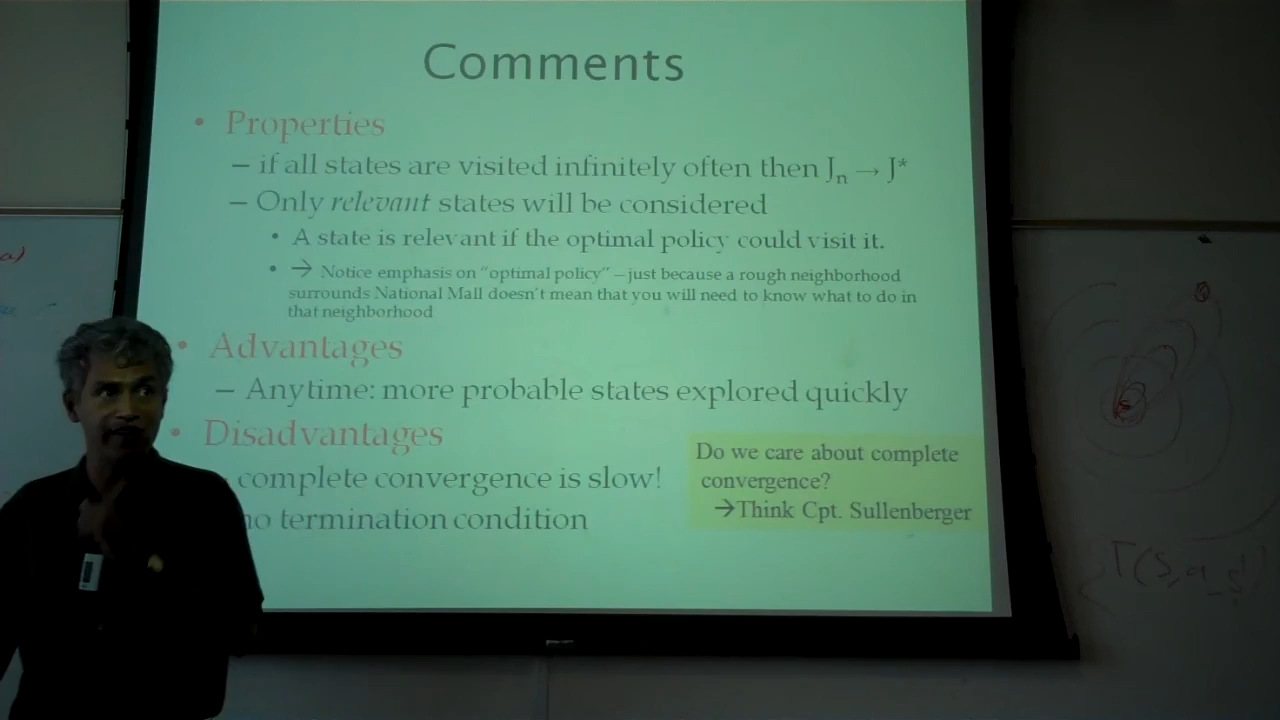 Comments
• Properties
– if all states are visited infinitely often then Jn → J*
– Only relevant states will be considered
• A state is relevant if the optimal policy could visit it.
• → Notice emphasis on “optimal policy”—just because a rough neighborhood
surrounds National Mall doesn’t mean that you will need to know what to do in
that neighborhood
• Advantages
– Anytime: more probable states explored quickly
• Disadvantages
complete convergence is slow!
no termination condition
Do we care about complete
convergence?
→Think Cpt. Sullenberger
a)
T(S,a,s')